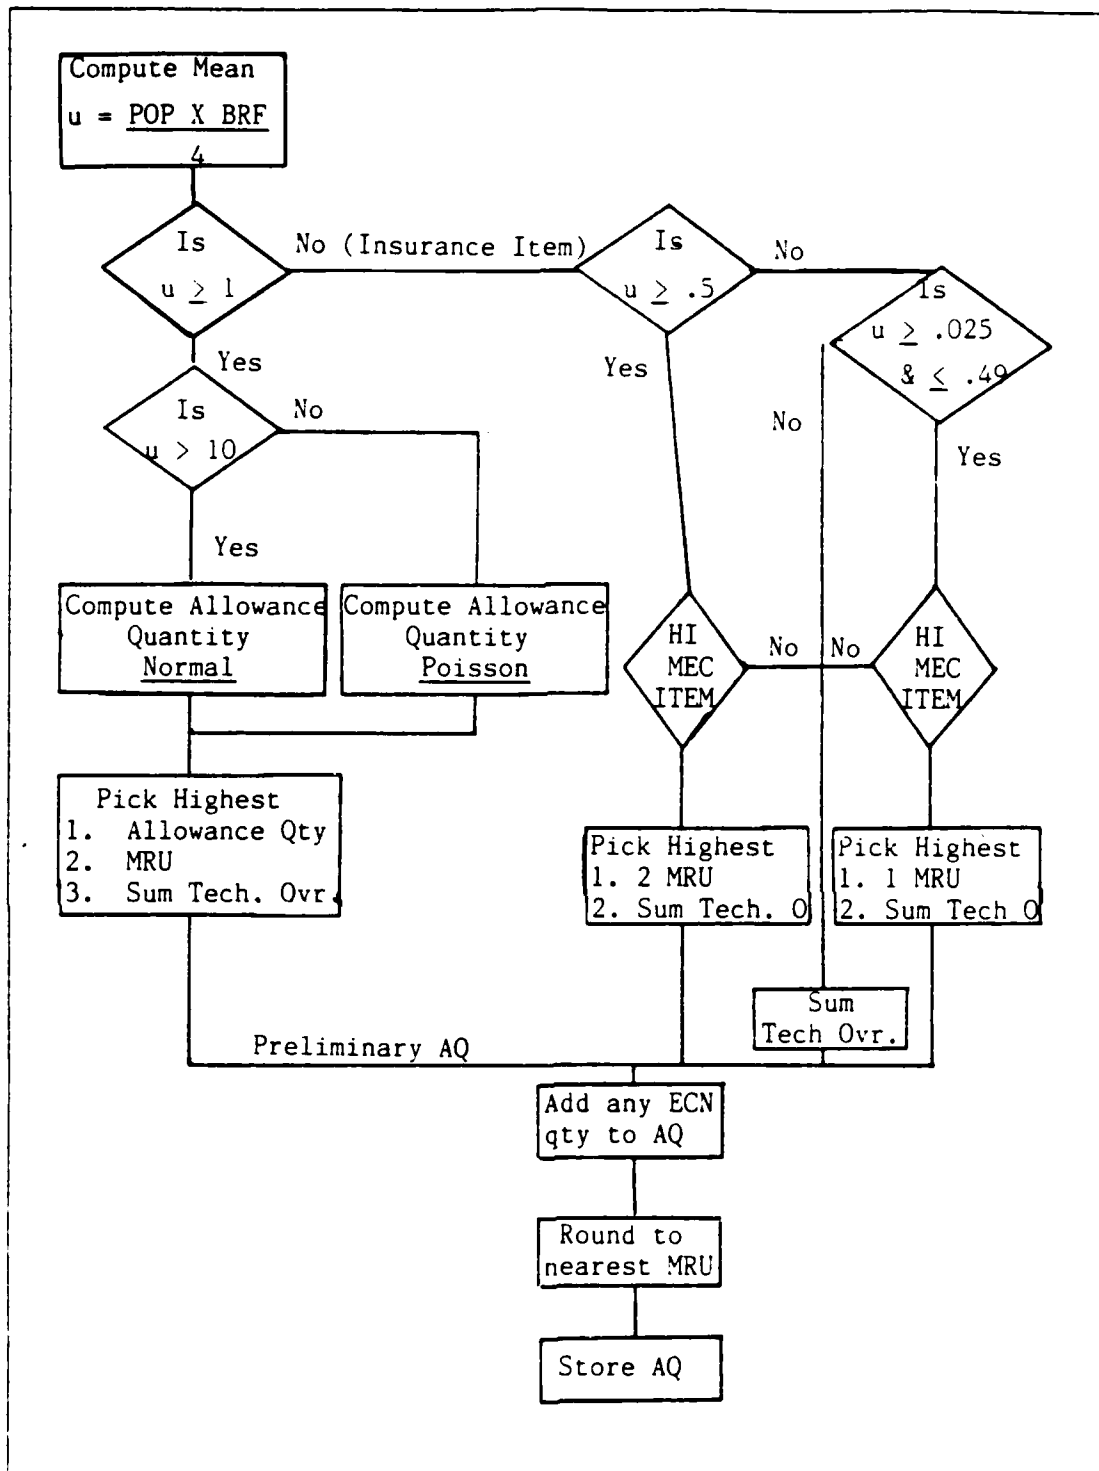 Compute Mean
u = POP X BRF
4
Is
u ≥ 1
No (Insurance Item)
Is
u ≥ .5
No
Is
u ≥ .025
& ≤ .49
Yes
Is
u > 10
No
Yes
No
Yes
Yes
Compute Allowance
Quantity
Normal
Compute Allowance
Quantity
Poisson
HI
MEC
ITEM
No
No
HI
MEC
ITEM
Pick Highest
1. Allowance Qty
2. MRU
3. Sum Tech. Ovr.
Pick Highest
1. 2 MRU
2. Sum Tech. O
Pick Highest
1. 1 MRU
2. Sum Tech O
Sum
Tech Ovr.
Preliminary AQ
Add any ECN
qty to AQ
Round to
nearest MRU
Store AQ